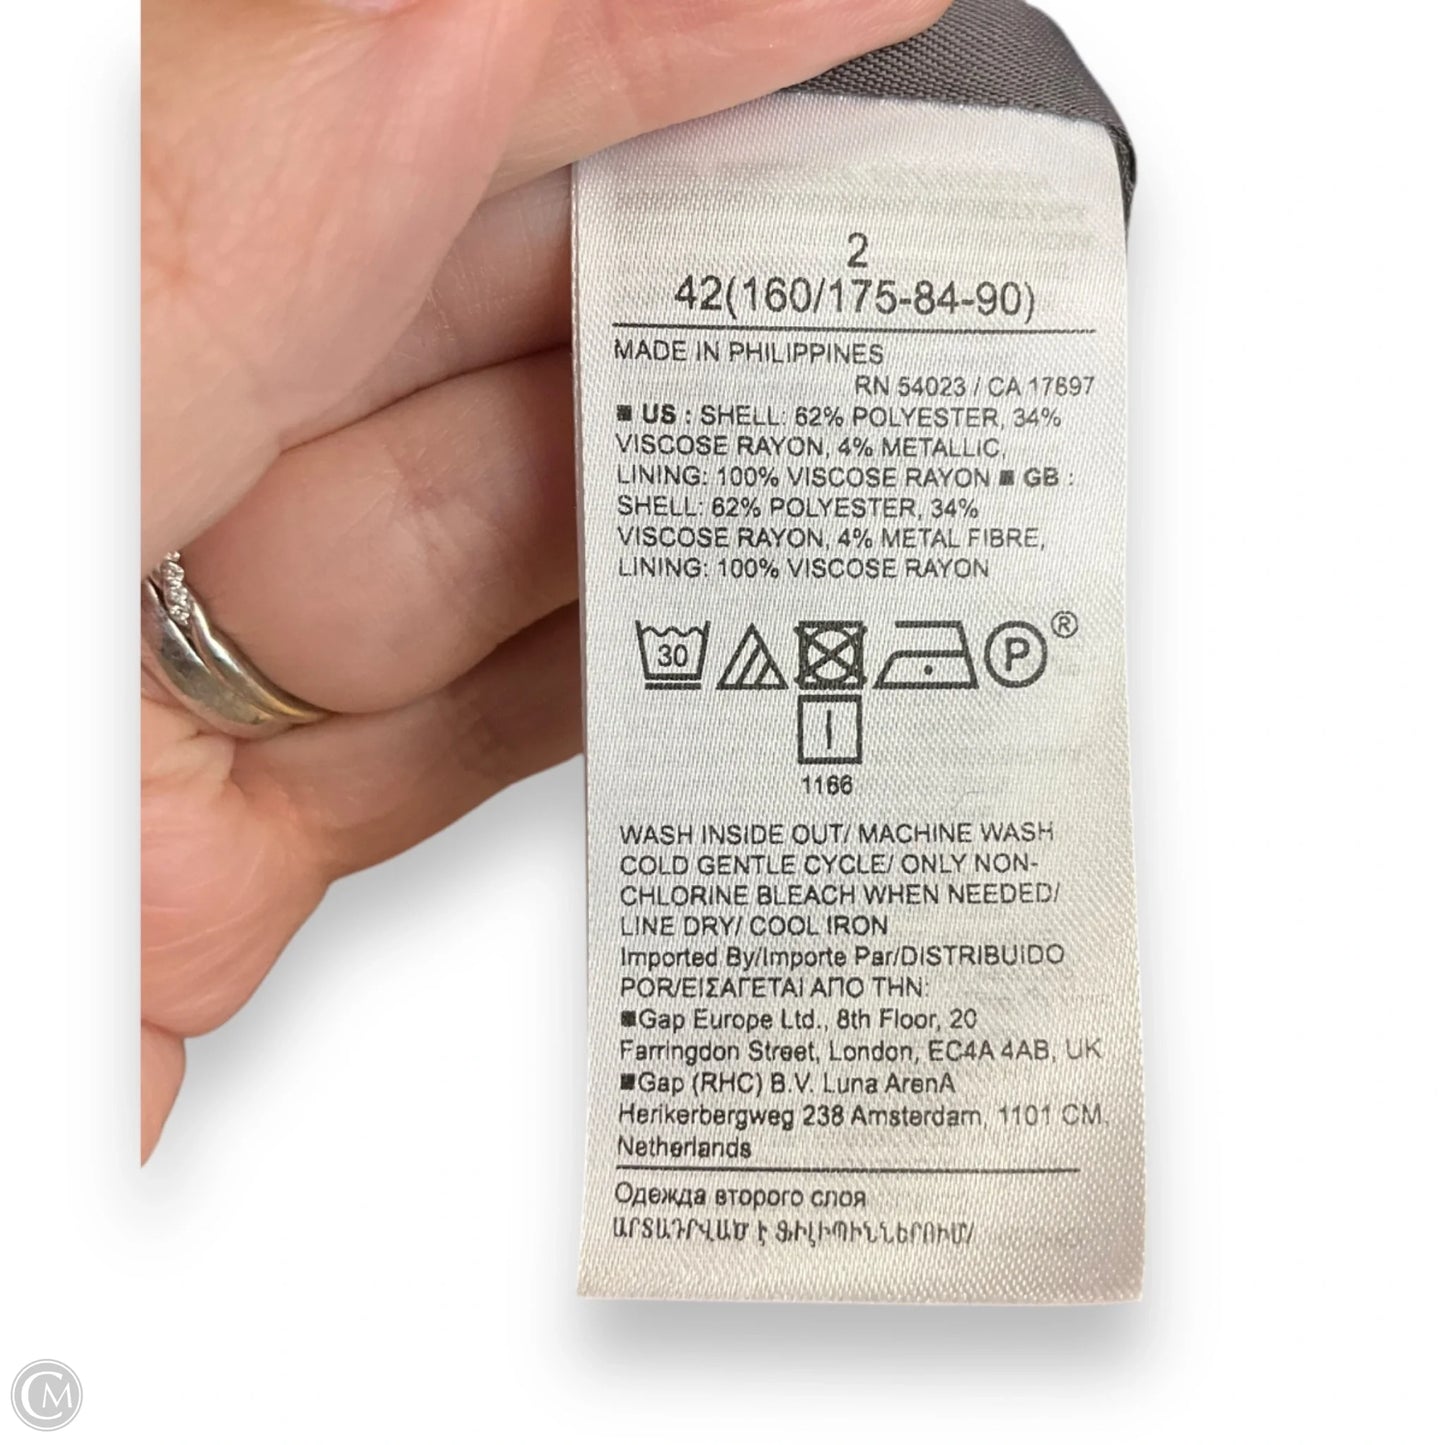 2
42(160/175-84-90)
MADE IN PHILIPPINES
RN 54023 / CA 17697
■ US : SHELL: 62% POLYESTER, 34%
VISCOSE RAYON, 4% METALLIC,
LINING: 100% VISCOSE RAYON ■ GB :
SHELL: 62% POLYESTER, 34%
VISCOSE RAYON, 4% METAL FIBRE,
LINING: 100% VISCOSE RAYON
30 P ®
1166
WASH INSIDE OUT/ MACHINE WASH
COLD GENTLE CYCLE/ ONLY NON-
CHLORINE BLEACH WHEN NEEDED/
LINE DRY/ COOL IRON
Imported By/Importe Par/DISTRIBUIDO
POR/ΕΙΣΑΓΕΤΑΙ ΑΠΟ ΤΗΝ:
■Gap Europe Ltd., 8th Floor, 20
Farringdon Street, London, EC4A 4AB, UK
■Gap (RHC) B.V. Luna ArenA
Herikerbergweg 238 Amsterdam, 1101 CM,
Netherlands
Одежда второго слоя
ԱՐՏԱԴՐՎԱԾ Է ՖԻԼԻՊԻՆՆԵՐՈՒՄ/
CM